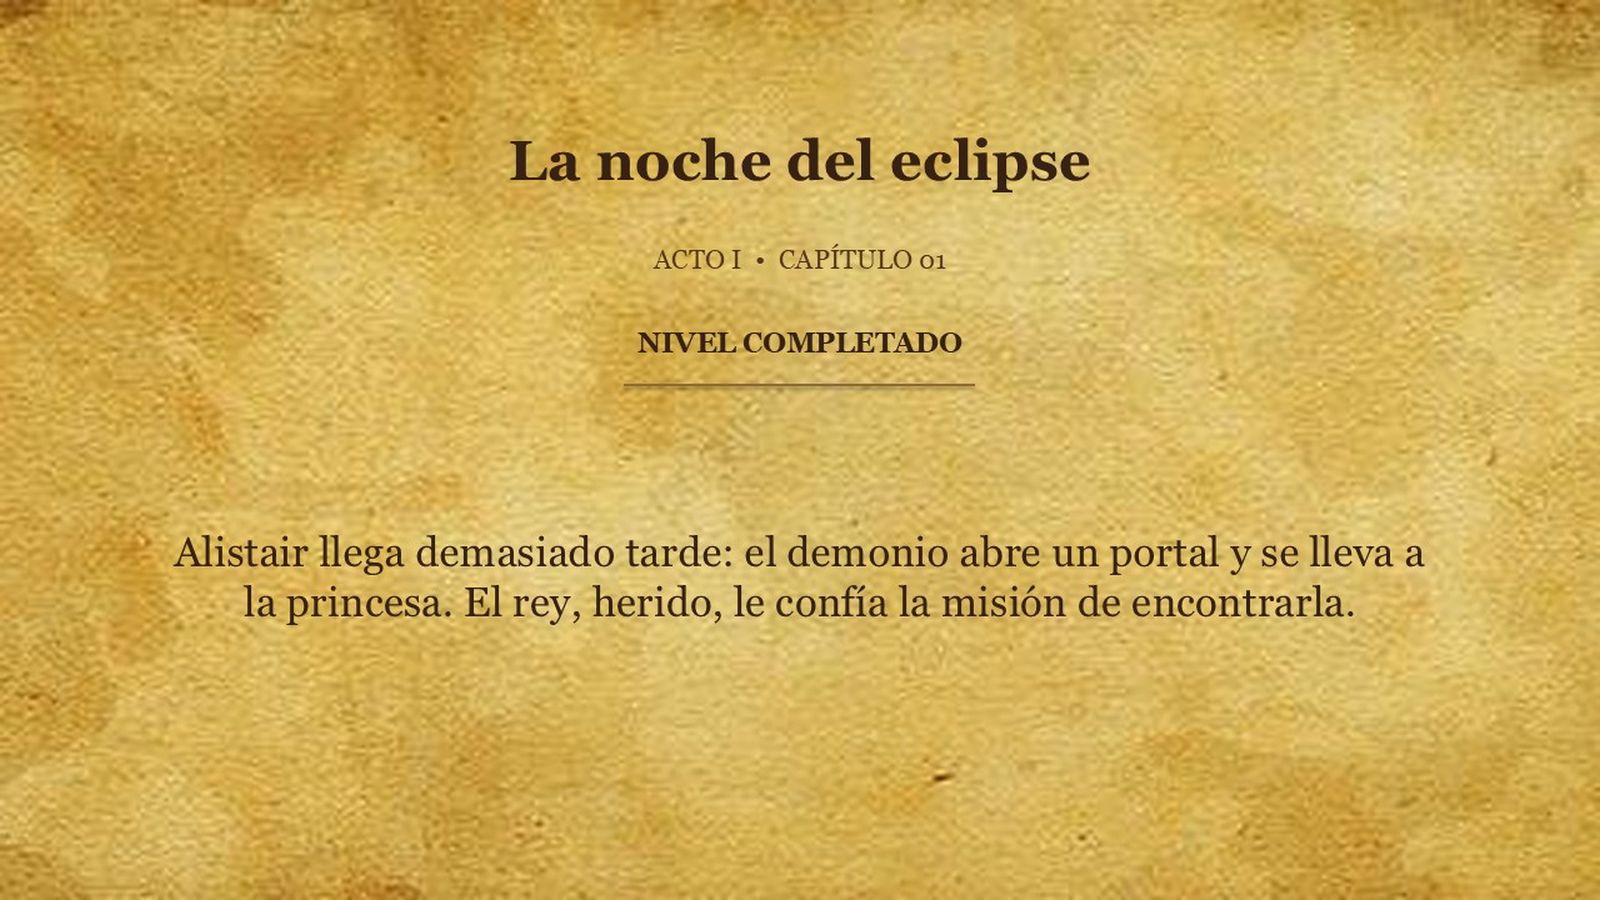 La noche del eclipse
ACTO I • CAPÍTULO 01
NIVEL COMPLETADO
Alistair llega demasiado tarde: el demonio abre un portal y se lleva a
la princesa. El rey, herido, le confía la misión de encontrarla.